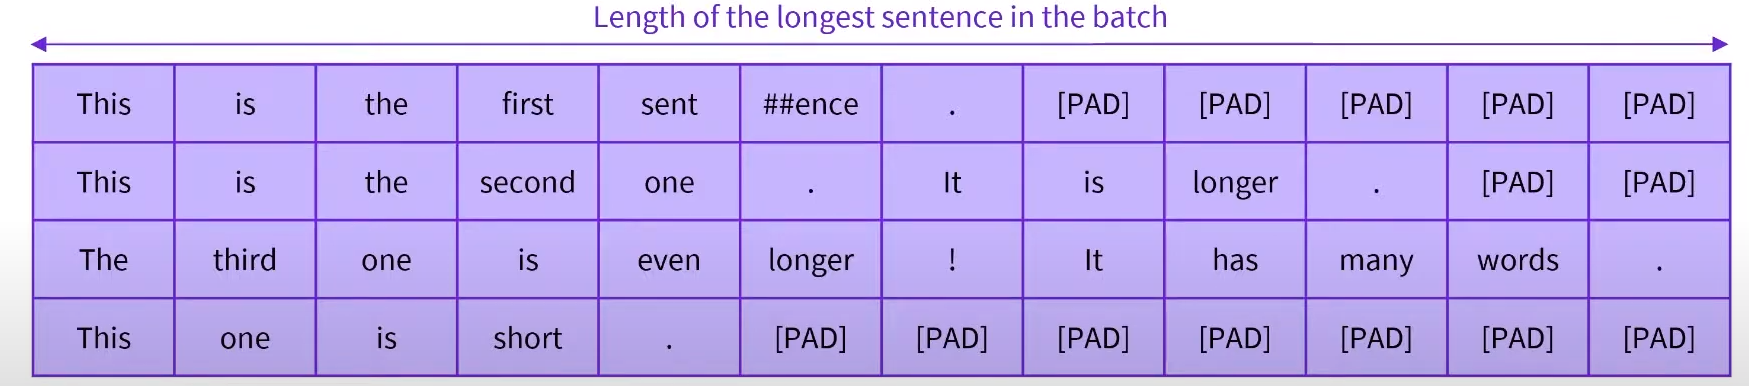 Length of the longest sentence in the batch
This is the first sent ##ence . [PAD] [PAD] [PAD] [PAD] [PAD]
This is the second one . It is longer . [PAD] [PAD]
The third one is even longer ! It has many words .
This one is short . [PAD] [PAD] [PAD] [PAD] [PAD] [PAD] [PAD]